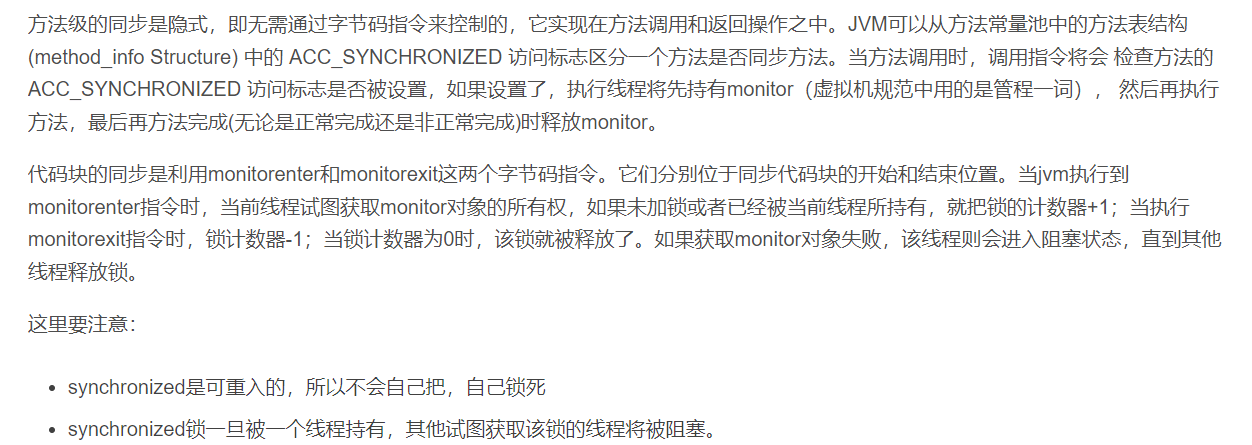 方法级的同步是隐式，即无需通过字节码指令来控制的，它实现在方法调用和返回操作之中。JVM可以从方法常量池中的方法表结构
(method_info Structure) 中的 ACC_SYNCHRONIZED 访问标志区分一个方法是否同步方法。当方法调用时，调用指令将会 检查方法的
ACC_SYNCHRONIZED 访问标志是否被设置，如果设置了，执行线程将先持有monitor（虚拟机规范中用的是管程一词）， 然后再执行
方法，最后再方法完成(无论是正常完成还是非正常完成)时释放monitor。
代码块的同步是利用monitorenter和monitorexit这两个字节码指令。它们分别位于同步代码块的开始和结束位置。当jvm执行到
monitorenter指令时，当前线程试图获取monitor对象的所有权，如果未加锁或者已经被当前线程所持有，就把锁的计数器+1；当执行
monitorexit指令时，锁计数器-1；当锁计数器为0时，该锁就被释放了。如果获取monitor对象失败，该线程则会进入阻塞状态，直到其他
线程释放锁。
这里要注意：
• synchronized是可重入的，所以不会自己把，自己锁死
• synchronized锁一旦被一个线程持有，其他试图获取该锁的线程将被阻塞。